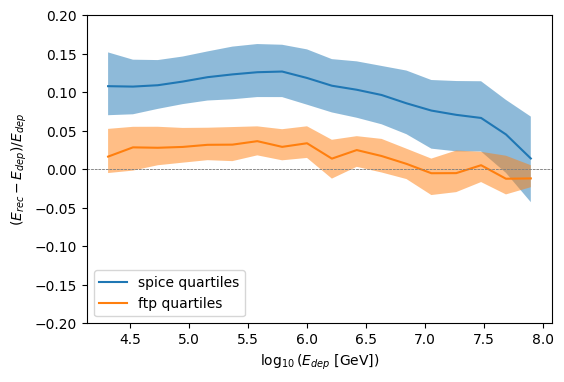 0.20
0.15
0.10
0.05
0.00
−0.05
−0.10
−0.15
−0.20
(E_rec − E_dep)/E_dep
spice quartiles
ftp quartiles
4.5 5.0 5.5 6.0 6.5 7.0 7.5 8.0
log₁₀(E_dep [GeV])